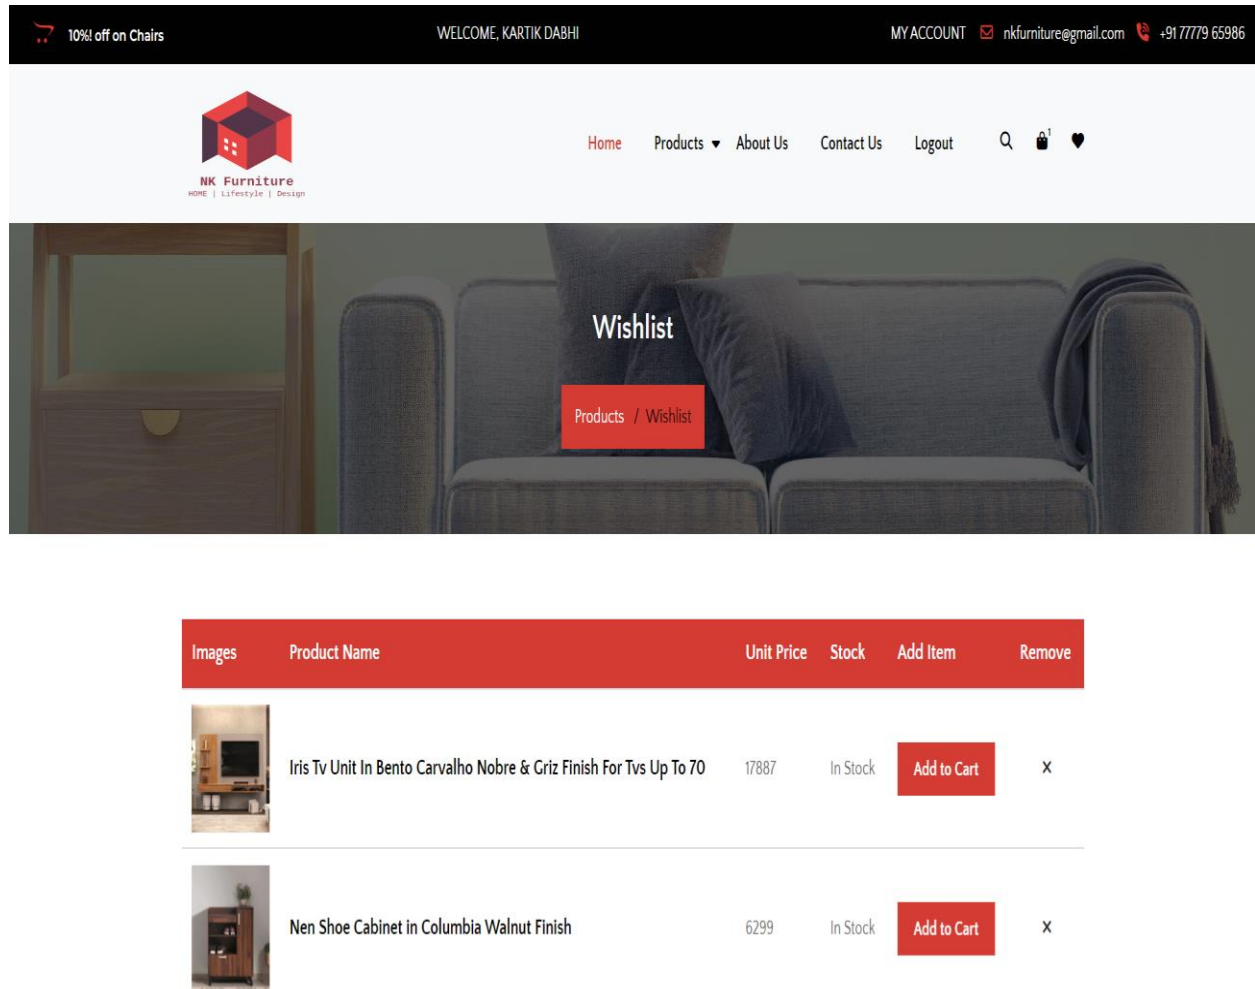 10%! off on Chairs WELCOME, KARTIK DABHI MY ACCOUNT nkfurniture@gmail.com +91 77779 65986
Home Products About Us Contact Us Logout 1
NK Furniture
HOME | Lifestyle | Design
Wishlist
Products / Wishlist
Images Product Name Unit Price Stock Add Item Remove
Iris Tv Unit In Bento Carvalho Nobre & Griz Finish For Tvs Up To 70 17887 In Stock Add to Cart X
Nen Shoe Cabinet in Columbia Walnut Finish 6299 In Stock Add to Cart X